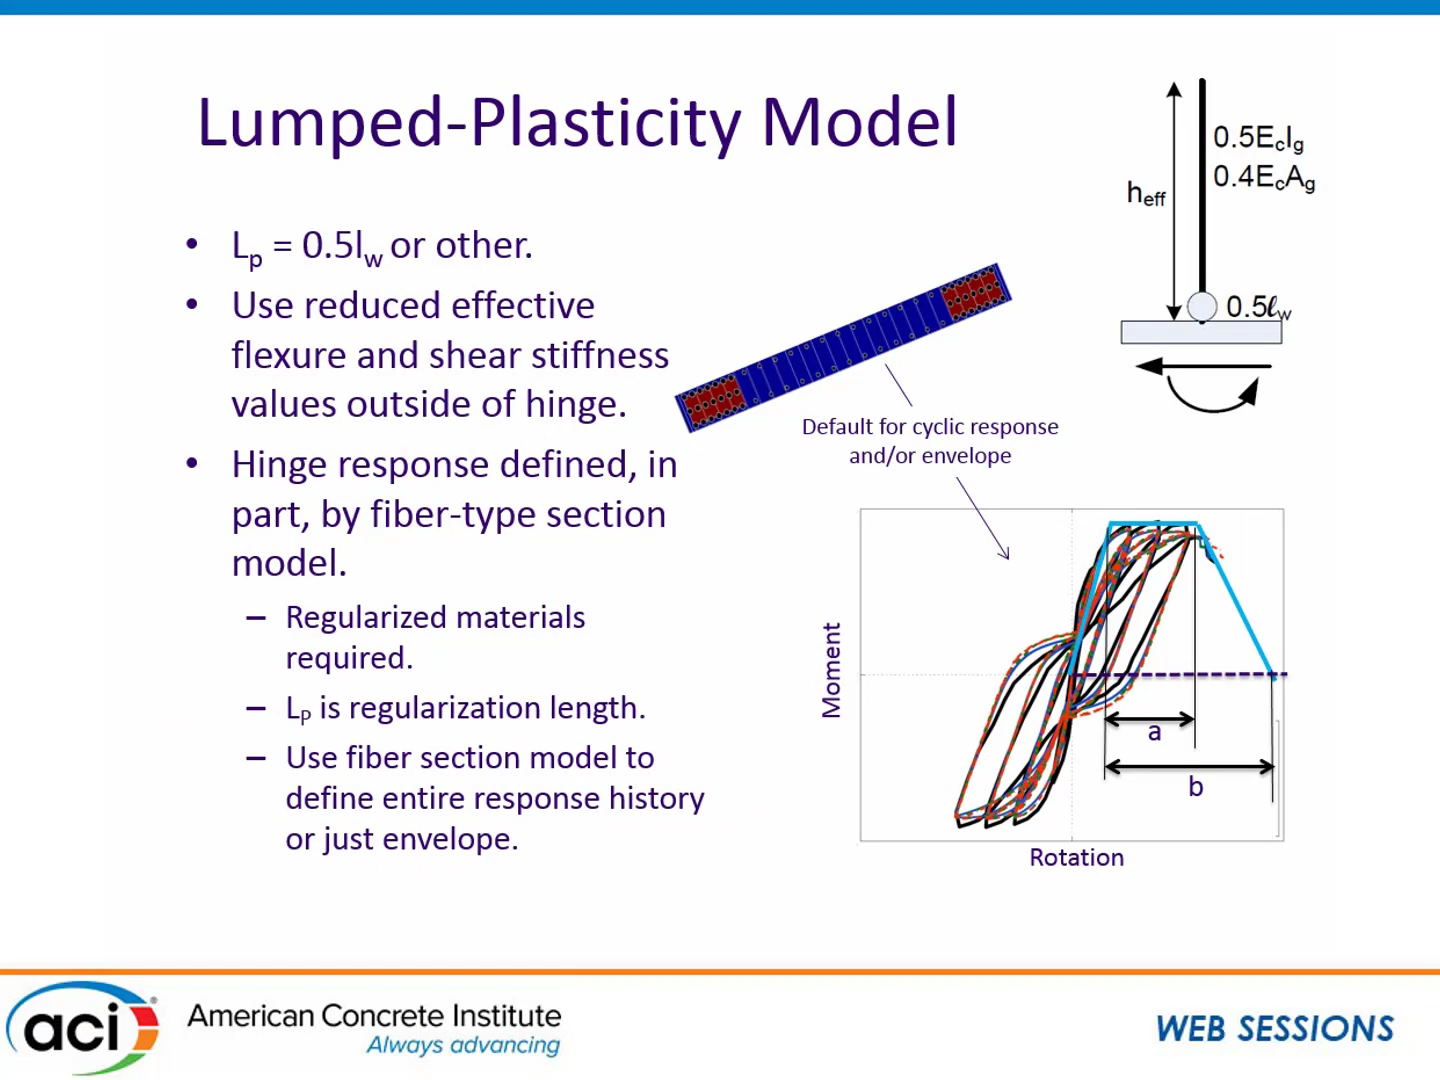 Lumped-Plasticity Model
• Lp = 0.5lw or other.
• Use reduced effective
flexure and shear stiffness
values outside of hinge.
• Hinge response defined, in
part, by fiber-type section
model.
– Regularized materials
required.
– LP is regularization length.
– Use fiber section model to
define entire response history
or just envelope.
heff
0.5EcIg
0.4EcAg
0.5ℓw
Default for cyclic response
and/or envelope
Moment
a
b
Rotation
aci®
American Concrete Institute
Always advancing
WEB SESSIONS